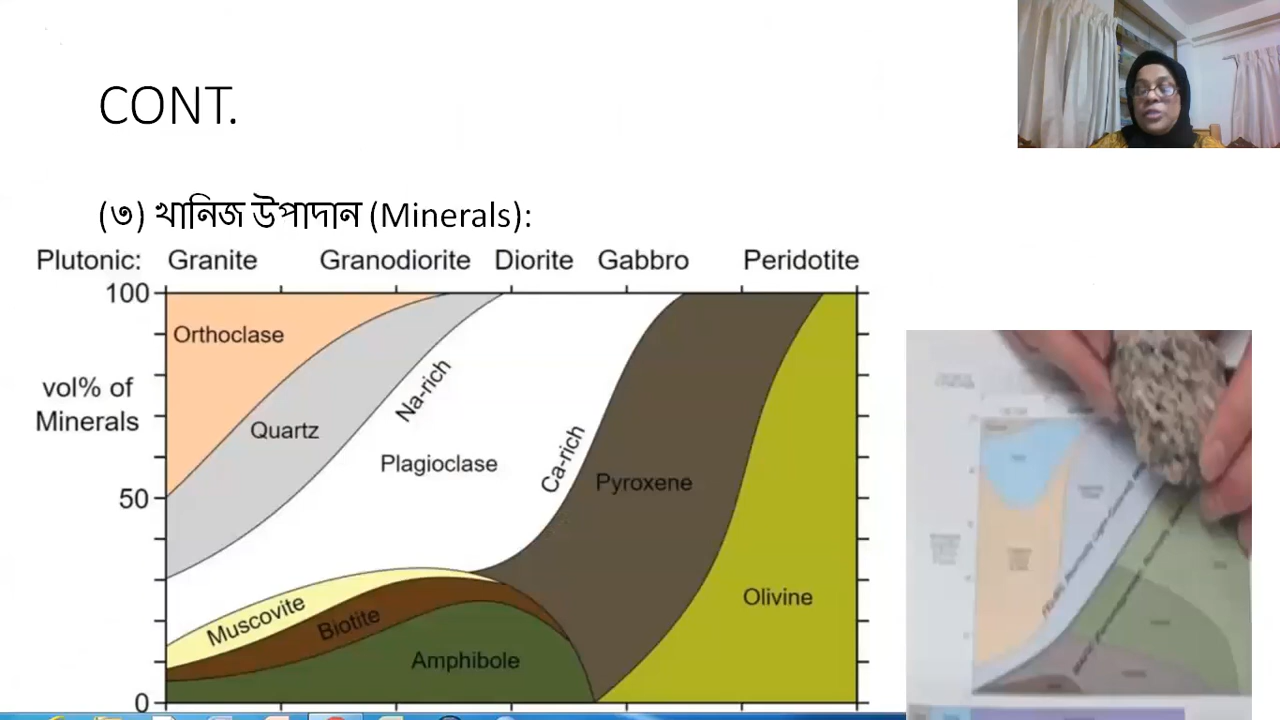 CONT.
(৩) খানিজ উপাদান (Minerals):
Plutonic: Granite Granodiorite Diorite Gabbro Peridotite
100
Orthoclase
vol% of
Minerals
Na-rich
Quartz
Plagioclase
Ca-rich
Pyroxene
50
Olivine
Muscovite
Biotite
Amphibole
0